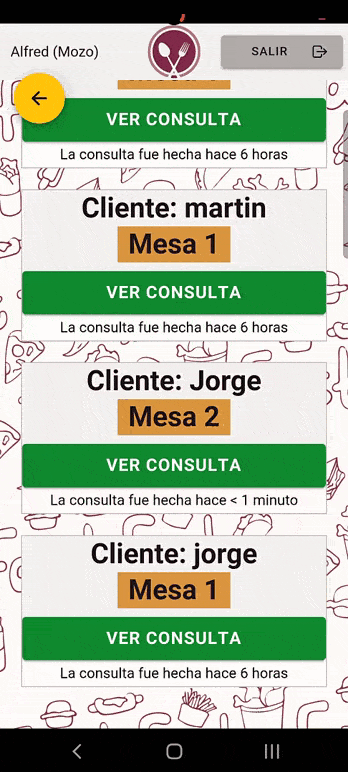 Alfred (Mozo)
SALIR
VER CONSULTA
La consulta fue hecha hace 6 horas
Cliente: martin
Mesa 1
VER CONSULTA
La consulta fue hecha hace 6 horas
Cliente: Jorge
Mesa 2
VER CONSULTA
La consulta fue hecha hace < 1 minuto
Cliente: jorge
Mesa 1
VER CONSULTA
La consulta fue hecha hace 6 horas